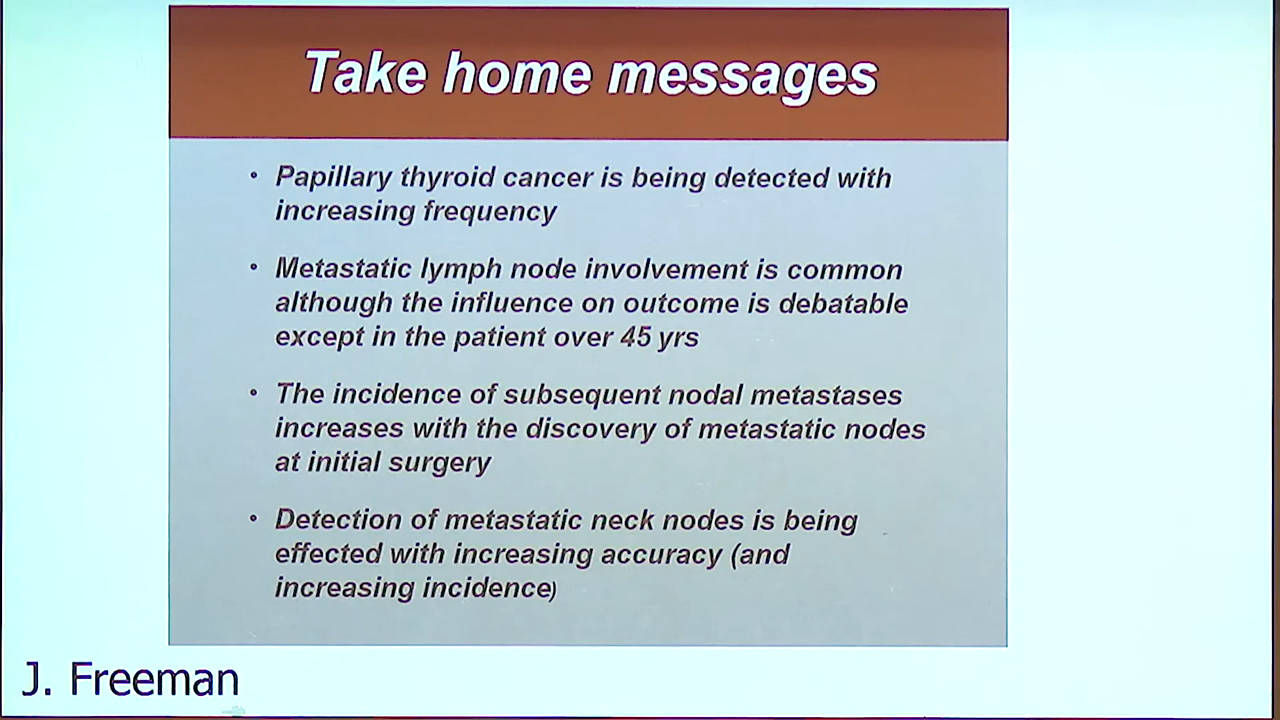 Take home messages
• Papillary thyroid cancer is being detected with
increasing frequency
• Metastatic lymph node involvement is common
although the influence on outcome is debatable
except in the patient over 45 yrs
• The incidence of subsequent nodal metastases
increases with the discovery of metastatic nodes
at initial surgery
• Detection of metastatic neck nodes is being
effected with increasing accuracy (and
increasing incidence)
J. Freeman